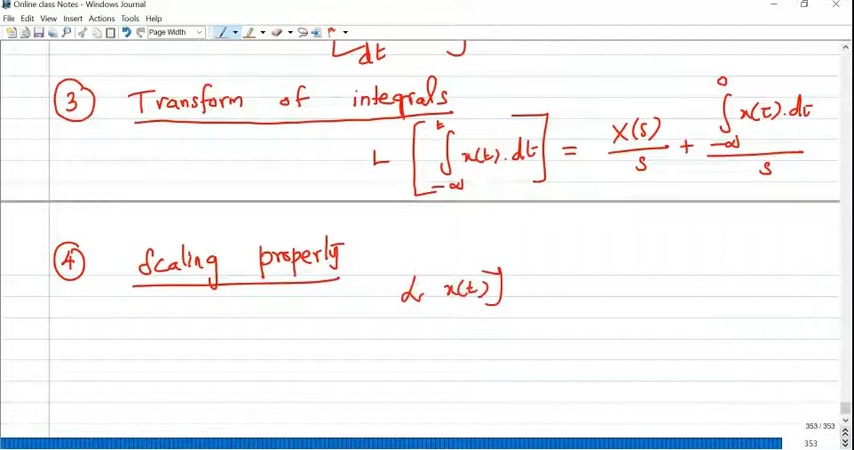 Online class Notes - Windows Journal
File Edit View Insert Actions Tools Help
Page Width
dt
③ Transform of integrals
L [ ∫_{-∞}^{t} x(t).dt ] = X(s)/s + ∫_{-∞}^{0} x(τ).dτ / s
④ Scaling property
L x(t)]
353 / 353
353